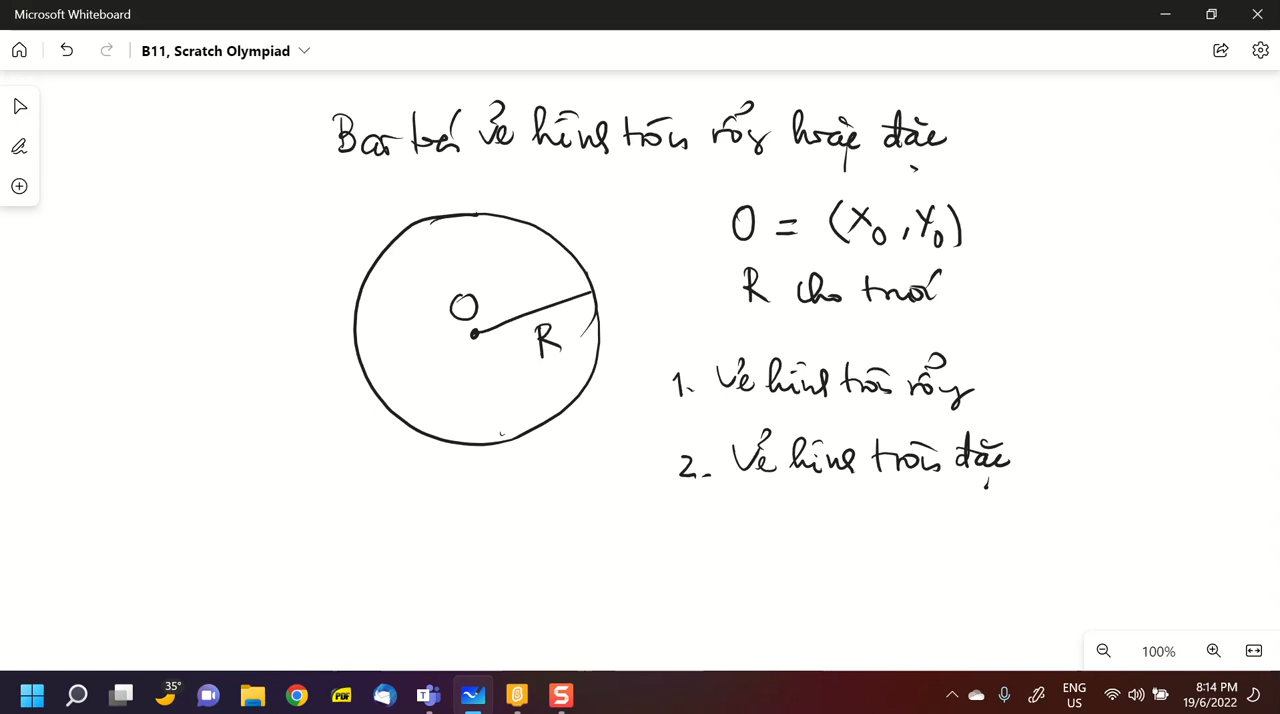 Microsoft Whiteboard
B11, Scratch Olympiad
Bài toán vẽ hình tròn rỗng hoặc đặc
O = (X0, Y0)
R cho trước
O
R
1. Vẽ hình tròn rỗng
2. Vẽ hình tròn đặc
100%
35°
PDF
ENG
US
8:14 PM
19/6/2022